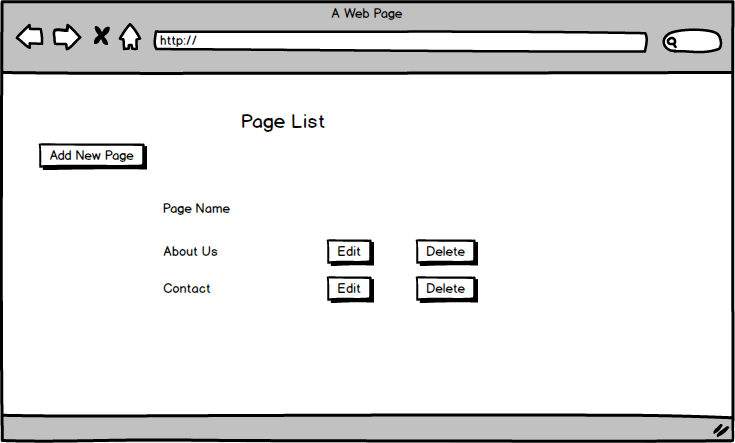 A Web Page
http://
Page List
Add New Page
Page Name
About Us Edit Delete
Contact Edit Delete